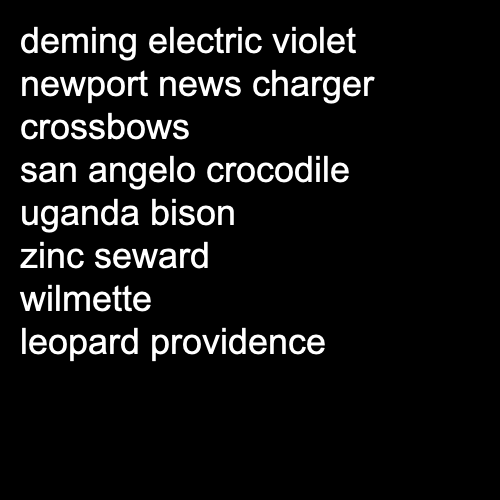 deming electric violet
newport news charger
crossbows
san angelo crocodile
uganda bison
zinc seward
wilmette
leopard providence